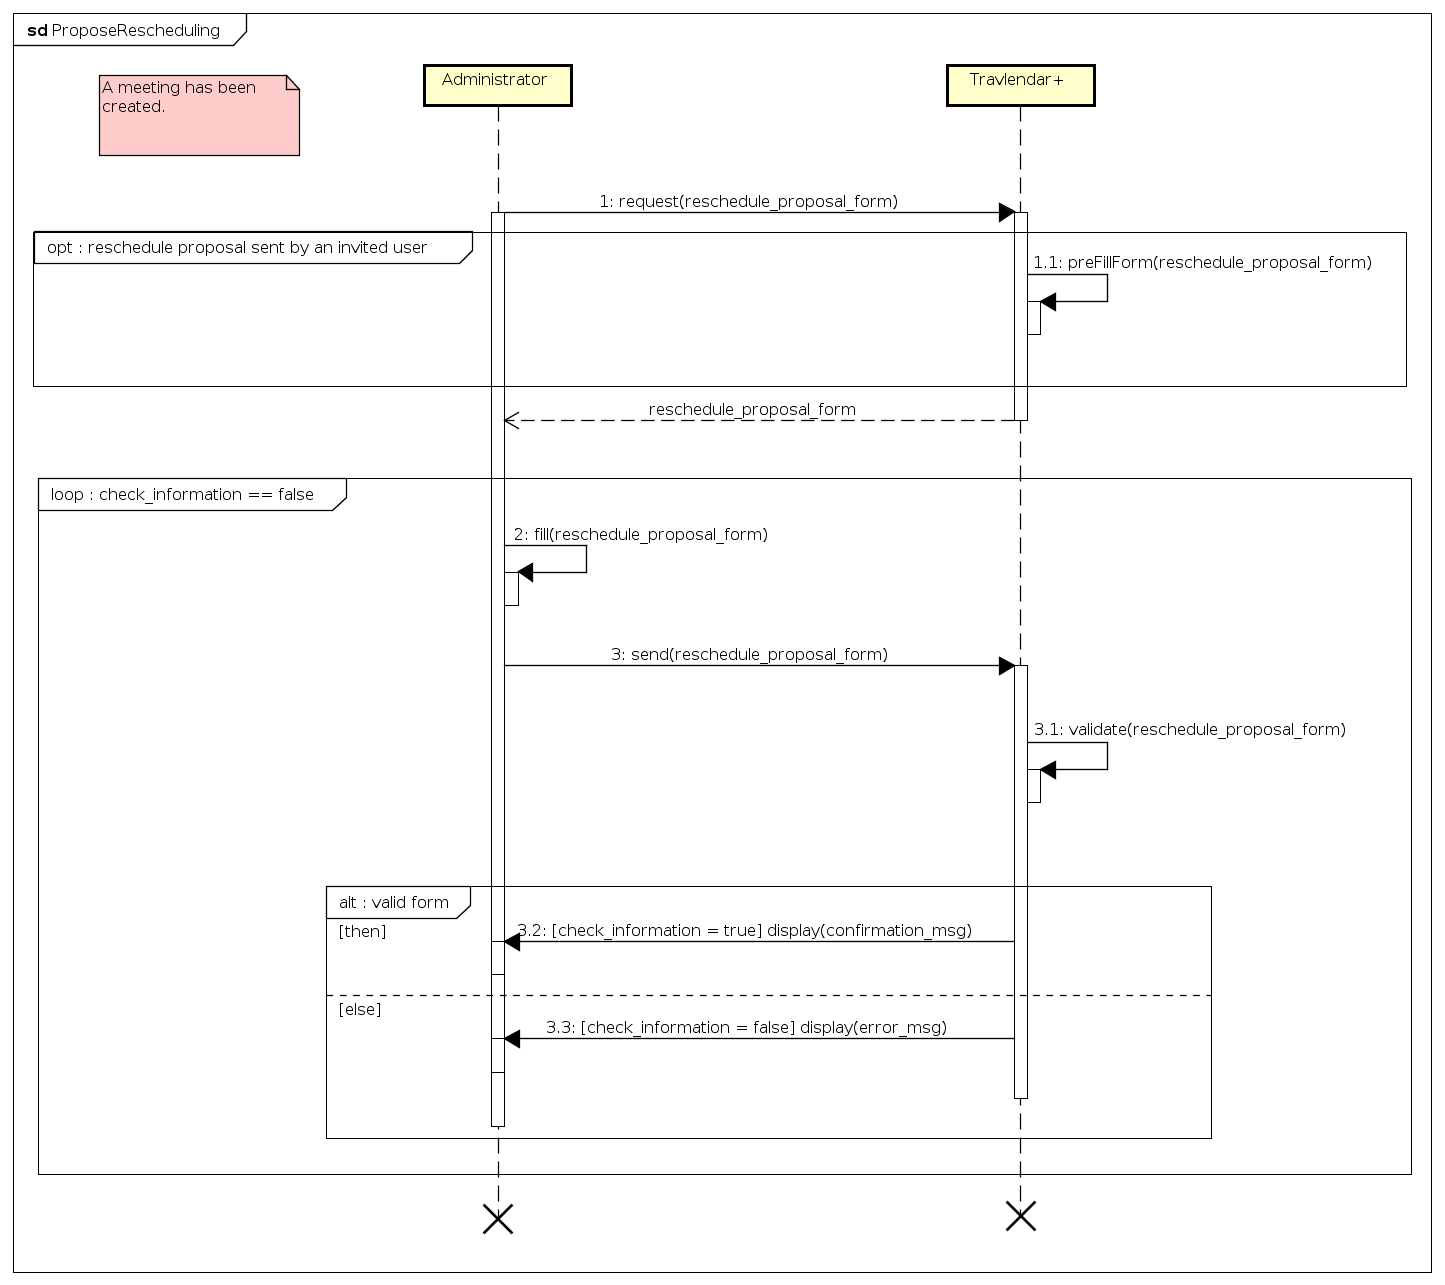 sd ProposeRescheduling
A meeting has been
created.
Administrator
Travlendar+
1: request(reschedule_proposal_form)
opt : reschedule proposal sent by an invited user
1.1: preFillForm(reschedule_proposal_form)
reschedule_proposal_form
loop : check_information == false
2: fill(reschedule_proposal_form)
3: send(reschedule_proposal_form)
3.1: validate(reschedule_proposal_form)
alt : valid form
[then]
3.2: [check_information = true] display(confirmation_msg)
[else]
3.3: [check_information = false] display(error_msg)